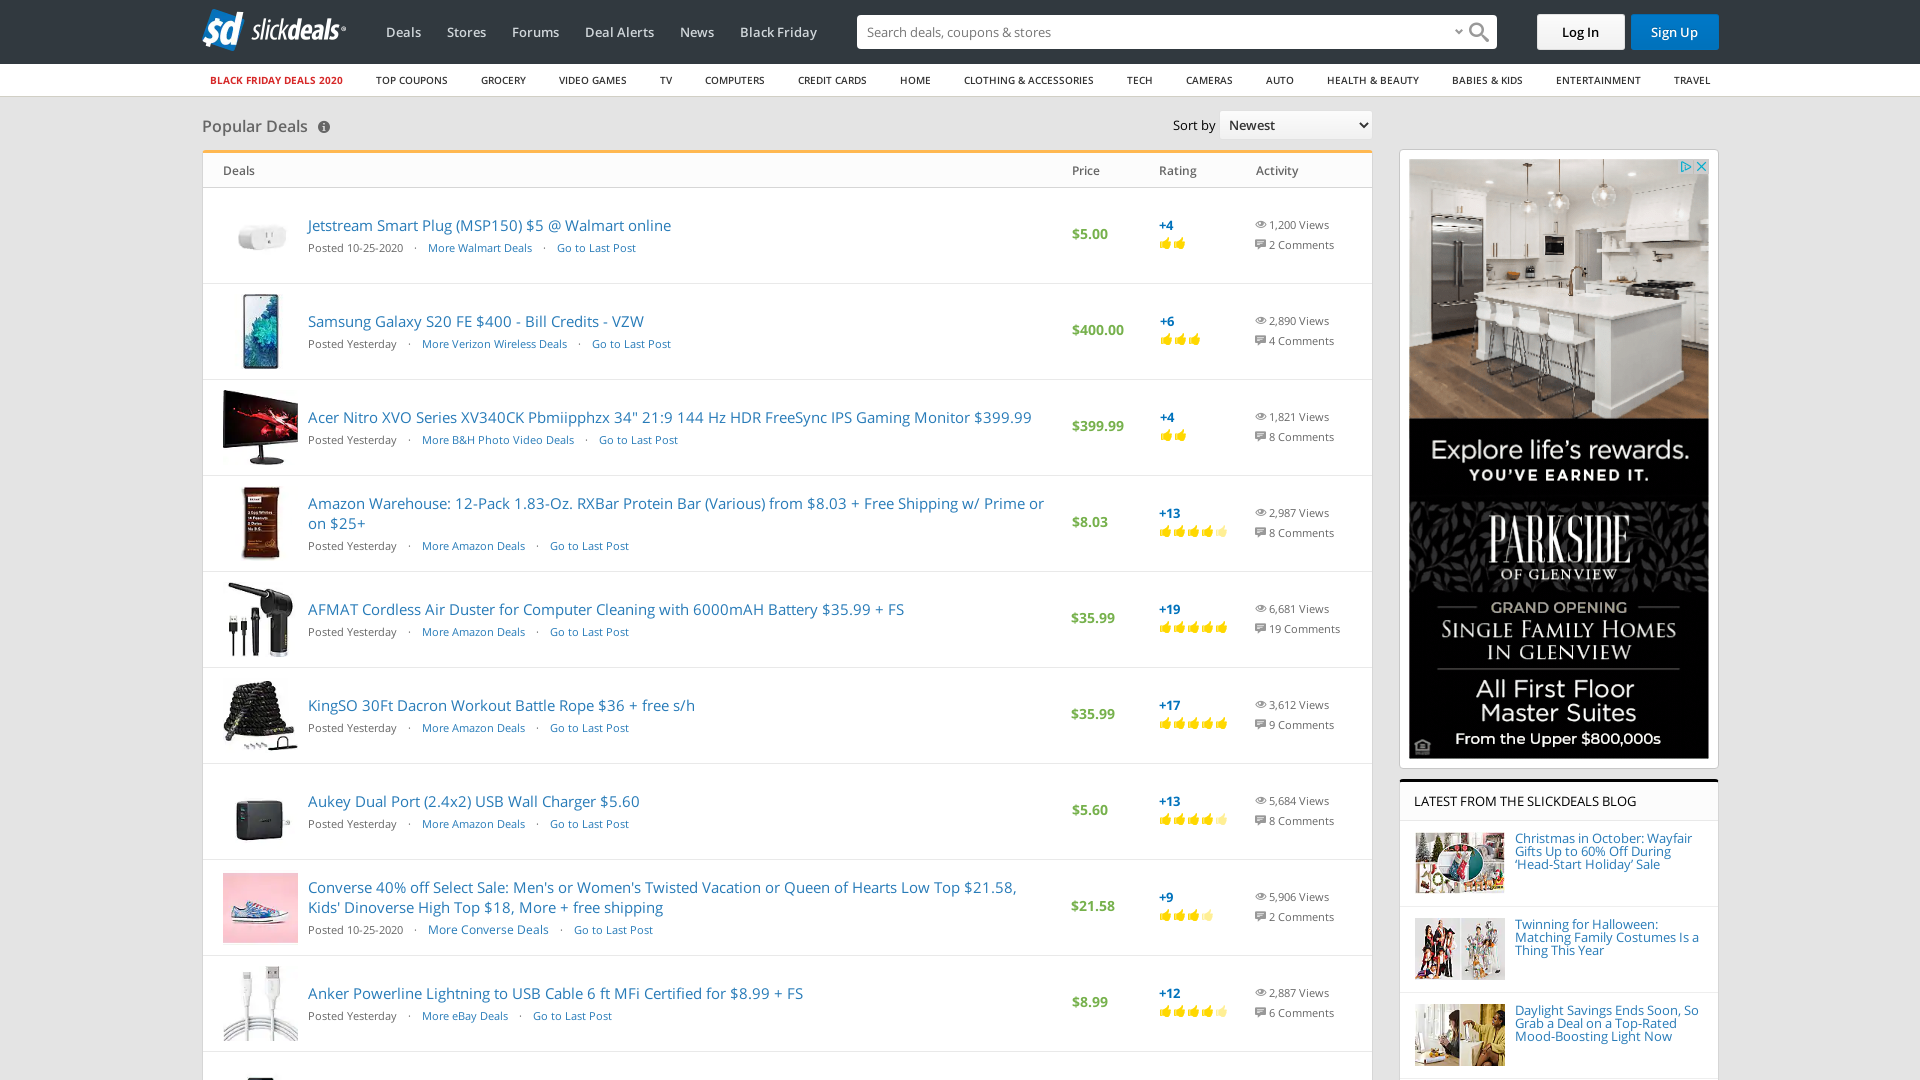 sd slickdeals
Deals
Stores
Forums
Deal Alerts
News
Black Friday
Search deals, coupons & stores
Log In
Sign Up
BLACK FRIDAY DEALS 2020
TOP COUPONS
GROCERY
VIDEO GAMES
TV
COMPUTERS
CREDIT CARDS
HOME
CLOTHING & ACCESSORIES
TECH
CAMERAS
AUTO
HEALTH & BEAUTY
BABIES & KIDS
ENTERTAINMENT
TRAVEL
Popular Deals
Sort by Newest
Deals
Price
Rating
Activity
Jetstream Smart Plug (MSP150) $5 @ Walmart online
Posted 10-25-2020 · More Walmart Deals · Go to Last Post
$5.00
+4
1,200 Views
2 Comments
Samsung Galaxy S20 FE $400 - Bill Credits - VZW
Posted Yesterday · More Verizon Wireless Deals · Go to Last Post
$400.00
+6
2,890 Views
4 Comments
Acer Nitro XVO Series XV340CK Pbmiipphzx 34" 21:9 144 Hz HDR FreeSync IPS Gaming Monitor $399.99
Posted Yesterday · More B&H Photo Video Deals · Go to Last Post
$399.99
+4
1,821 Views
8 Comments
Amazon Warehouse: 12-Pack 1.83-Oz. RXBar Protein Bar (Various) from $8.03 + Free Shipping w/ Prime or
on $25+
Posted Yesterday · More Amazon Deals · Go to Last Post
$8.03
+13
2,987 Views
8 Comments
AFMAT Cordless Air Duster for Computer Cleaning with 6000mAH Battery $35.99 + FS
Posted Yesterday · More Amazon Deals · Go to Last Post
$35.99
+19
6,681 Views
19 Comments
KingSO 30Ft Dacron Workout Battle Rope $36 + free s/h
Posted Yesterday · More Amazon Deals · Go to Last Post
$35.99
+17
3,612 Views
9 Comments
Aukey Dual Port (2.4x2) USB Wall Charger $5.60
Posted Yesterday · More Amazon Deals · Go to Last Post
$5.60
+13
5,684 Views
8 Comments
Converse 40% off Select Sale: Men's or Women's Twisted Vacation or Queen of Hearts Low Top $21.58,
Kids' Dinoverse High Top $18, More + free shipping
Posted 10-25-2020 · More Converse Deals · Go to Last Post
$21.58
+9
5,906 Views
2 Comments
Anker Powerline Lightning to USB Cable 6 ft MFi Certified for $8.99 + FS
Posted Yesterday · More eBay Deals · Go to Last Post
$8.99
+12
2,887 Views
6 Comments
Explore life's rewards.
YOU'VE EARNED IT.
PARKSIDE
OF GLENVIEW
GRAND OPENING
SINGLE FAMILY HOMES
IN GLENVIEW
All First Floor
Master Suites
From the Upper $800,000s
LATEST FROM THE SLICKDEALS BLOG
Christmas in October: Wayfair
Gifts Up to 60% Off During
‘Head-Start Holiday’ Sale
Twinning for Halloween:
Matching Family Costumes Is a
Thing This Year
Daylight Savings Ends Soon, So
Grab a Deal on a Top-Rated
Mood-Boosting Light Now